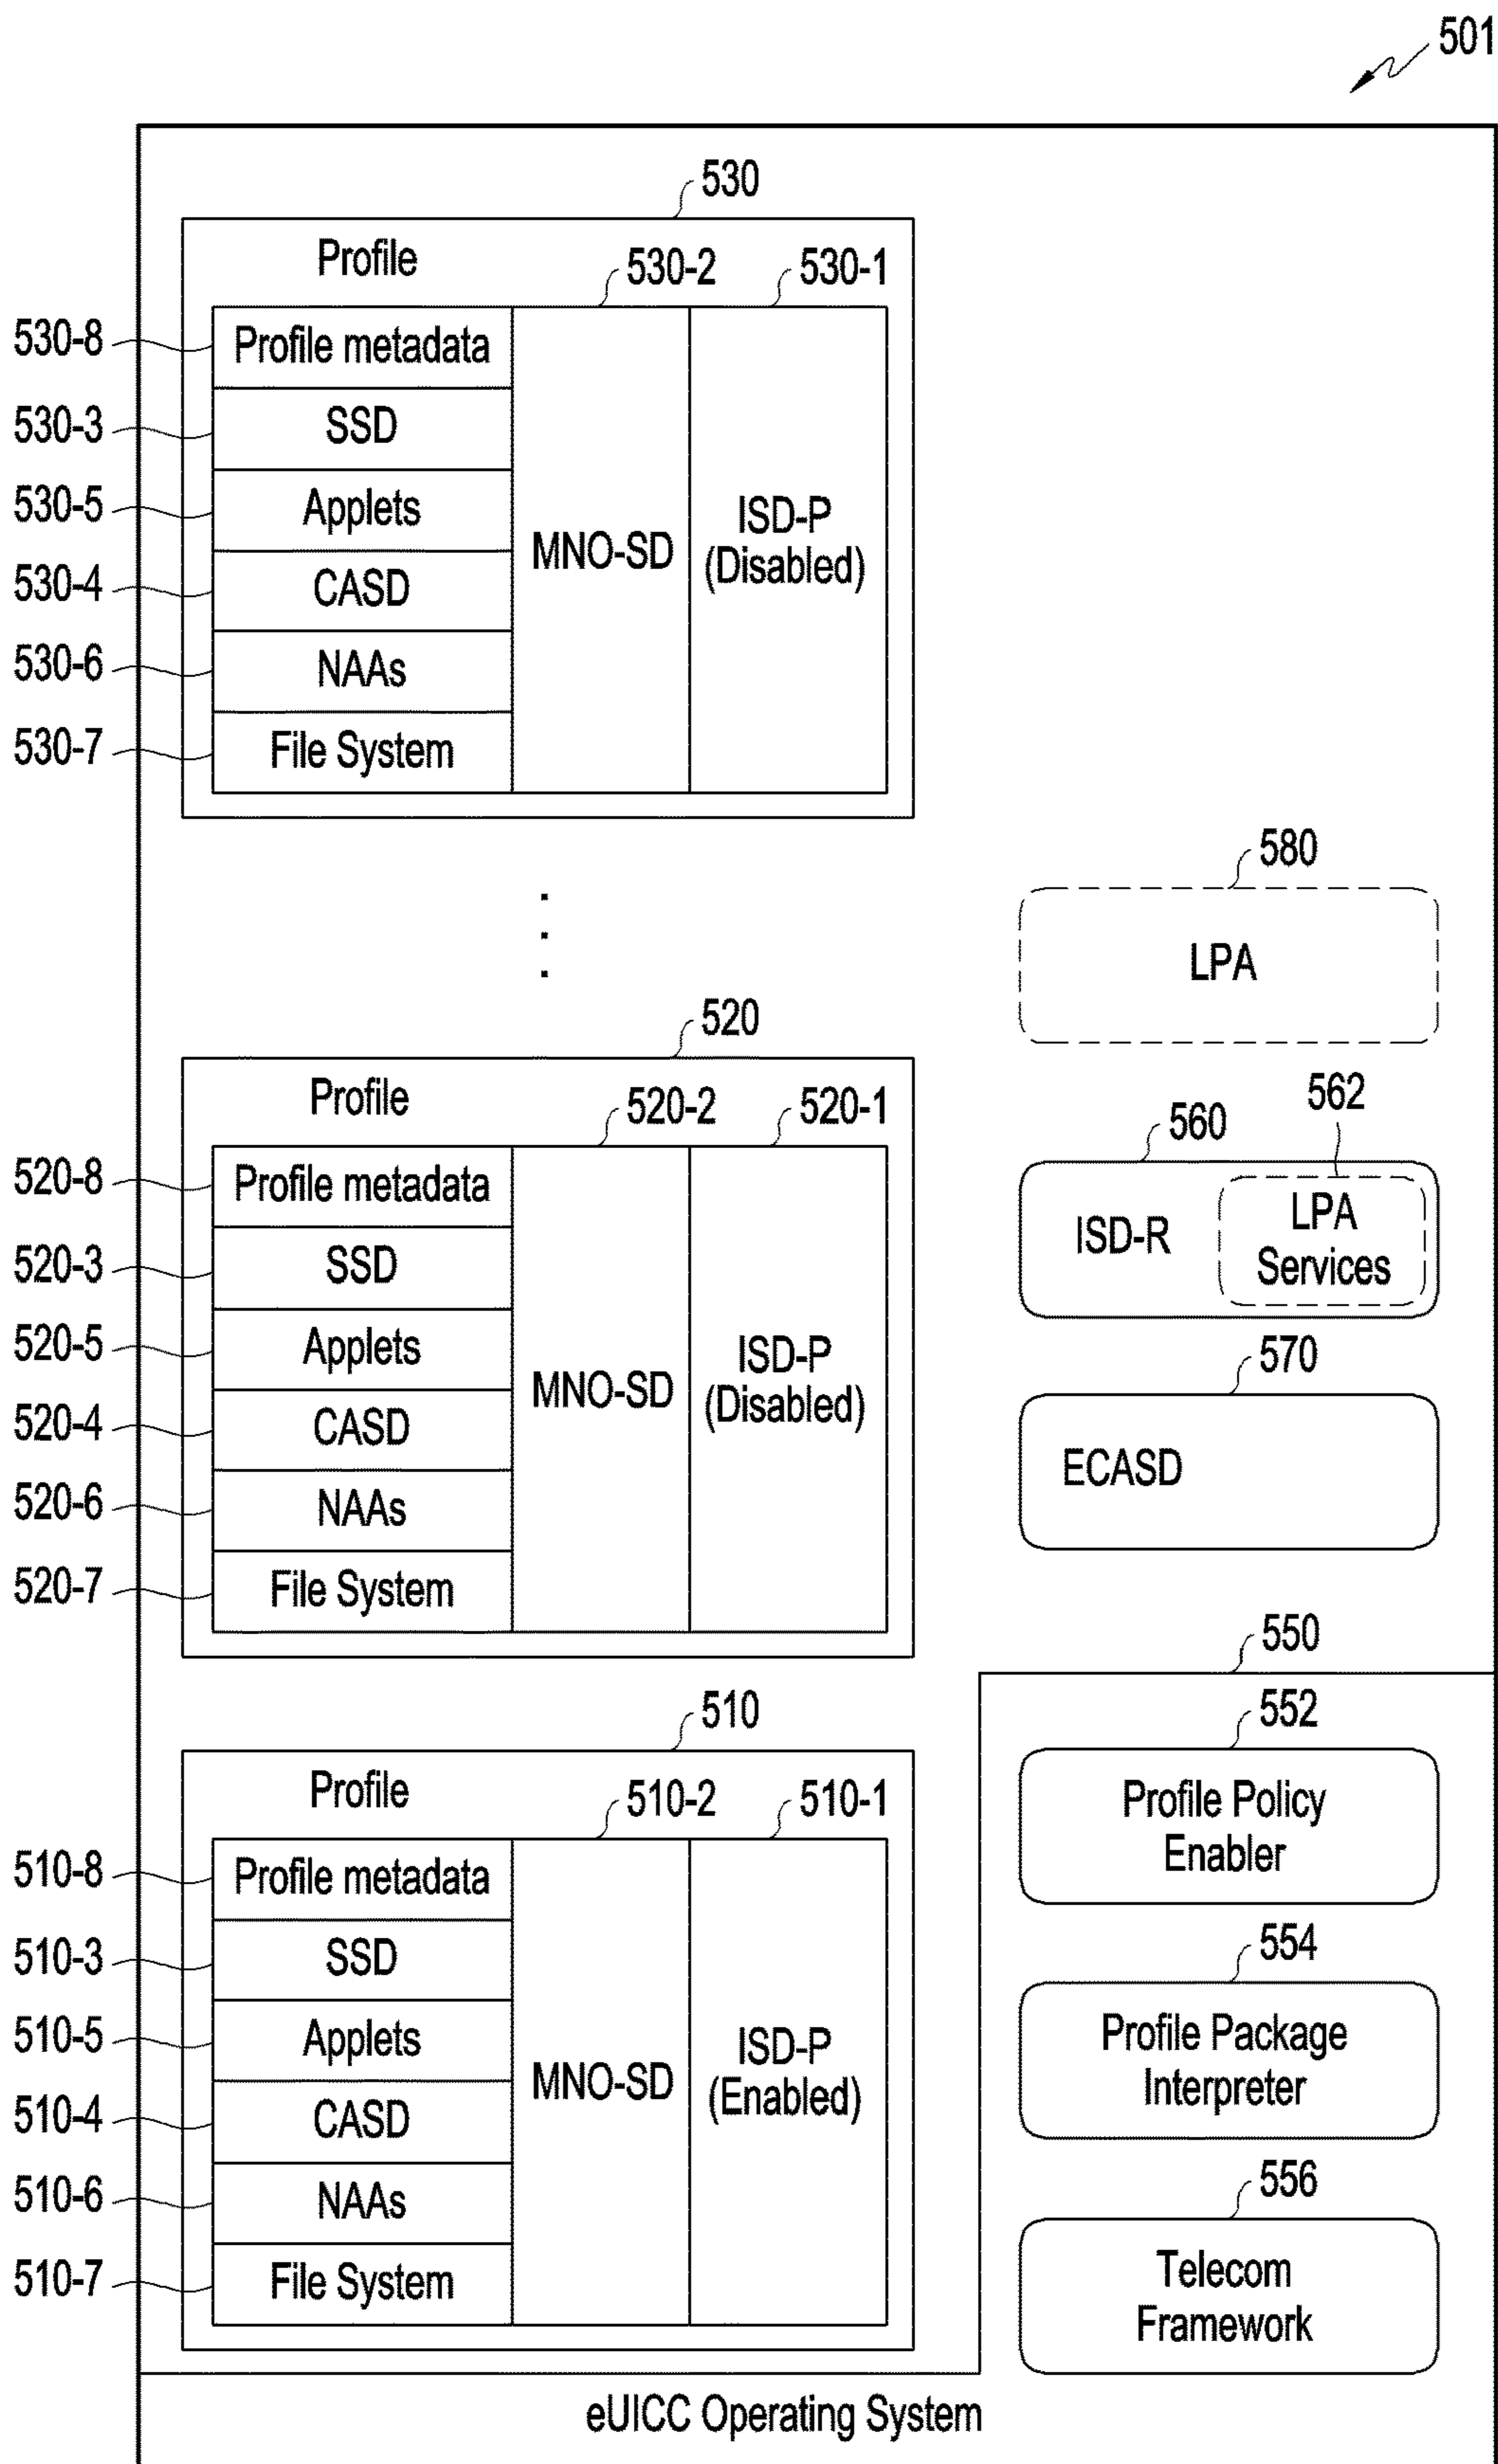 501
530
Profile
530-2
530-1
530-8
Profile metadata
530-3
SSD
530-5
Applets
530-4
CASD
530-6
NAAs
530-7
File System
MNO-SD
ISD-P
(Disabled)
580
LPA
520
Profile
520-2
520-1
520-8
Profile metadata
520-3
SSD
520-5
Applets
520-4
CASD
520-6
NAAs
520-7
File System
MNO-SD
ISD-P
(Disabled)
560
562
ISD-R
LPA
Services
570
ECASD
550
510
Profile
510-2
510-1
510-8
Profile metadata
510-3
SSD
510-5
Applets
510-4
CASD
510-6
NAAs
510-7
File System
MNO-SD
ISD-P
(Enabled)
552
Profile Policy
Enabler
554
Profile Package
Interpreter
556
Telecom
Framework
eUICC Operating System